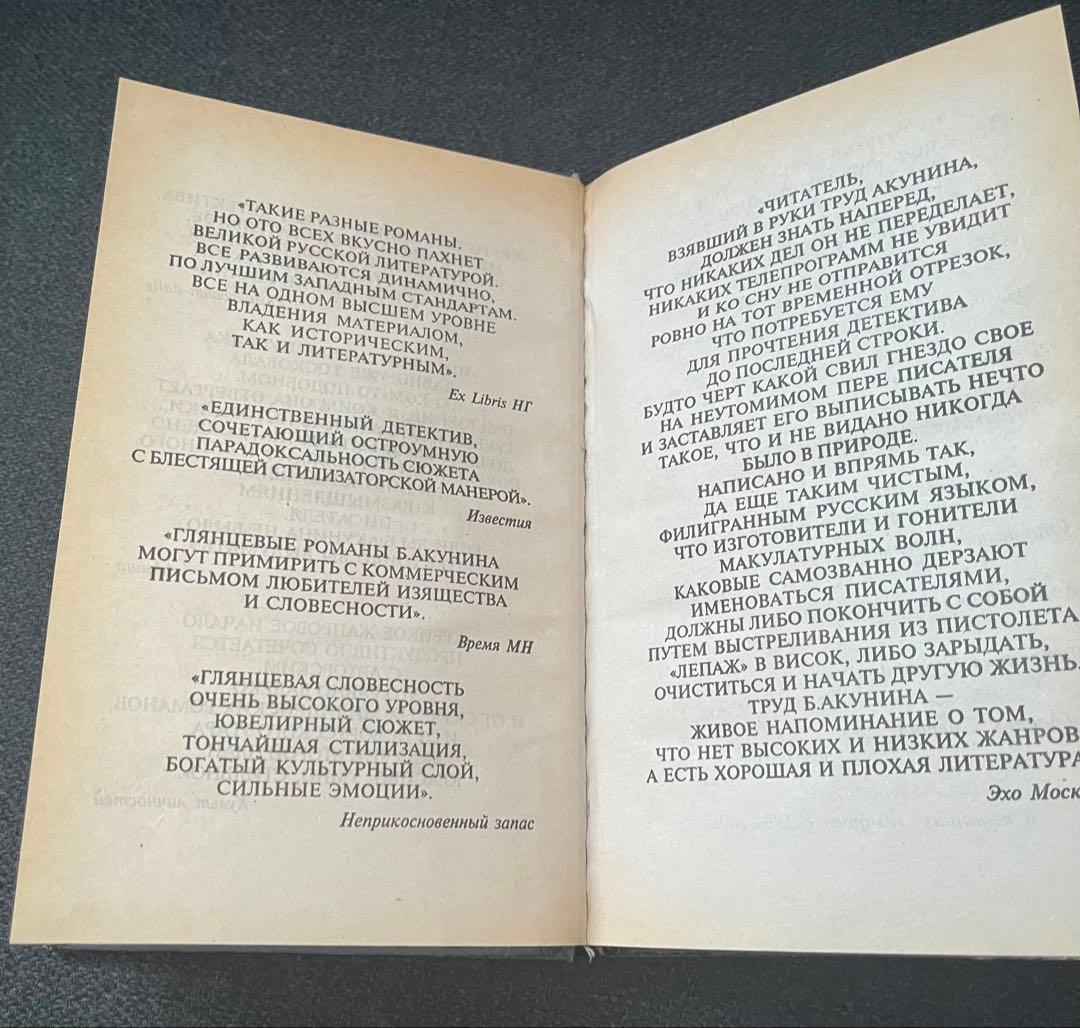 «ТАКИЕ РАЗНЫЕ РОМАНЫ.
НО ОТО ВСЕХ ВКУСНО ПАХНЕТ
ВЕЛИКОЙ РУССКОЙ ЛИТЕРАТУРОЙ.
ВСЕ РАЗВИВАЮТСЯ ДИНАМИЧНО,
ПО ЛУЧШИМ ЗАПАДНЫМ СТАНДАРТАМ.
ВСЕ НА ОДНОМ ВЫСШЕМ УРОВНЕ
ВЛАДЕНИЯ МАТЕРИАЛОМ,
КАК ИСТОРИЧЕСКИМ,
ТАК И ЛИТЕРАТУРНЫМ».
Ex Libris НГ
«ЕДИНСТВЕННЫЙ ДЕТЕКТИВ,
СОЧЕТАЮЩИЙ ОСТРОУМНУЮ
ПАРАДОКСАЛЬНОСТЬ СЮЖЕТА
С БЛЕСТЯЩЕЙ СТИЛИЗАТОРСКОЙ МАНЕРОЙ».
Известия
«ГЛЯНЦЕВЫЕ РОМАНЫ Б.АКУНИНА
МОГУТ ПРИМИРИТЬ С КОММЕРЧЕСКИМ
ПИСЬМОМ ЛЮБИТЕЛЕЙ ИЗЯЩЕСТВА
И СЛОВЕСНОСТИ».
Время МН
«ГЛЯНЦЕВАЯ СЛОВЕСНОСТЬ
ОЧЕНЬ ВЫСОКОГО УРОВНЯ,
ЮВЕЛИРНЫЙ СЮЖЕТ,
ТОНЧАЙШАЯ СТИЛИЗАЦИЯ,
БОГАТЫЙ КУЛЬТУРНЫЙ СЛОЙ,
СИЛЬНЫЕ ЭМОЦИИ».
Неприкосновенный запас
«ЧИТАТЕЛЬ,
ВЗЯВШИЙ В РУКИ ТРУД АКУНИНА,
ДОЛЖЕН ЗНАТЬ НАПЕРЕД,
ЧТО НИКАКИХ ДЕЛ ОН НЕ ПЕРЕДЕЛАЕТ,
НИКАКИХ ТЕЛЕПРОГРАММ НЕ УВИДИТ
И КО СНУ НЕ ОТПРАВИТСЯ
РОВНО НА ТОТ ВРЕМЕННОЙ ОТРЕЗОК,
ЧТО ПОТРЕБУЕТСЯ ЕМУ
ДЛЯ ПРОЧТЕНИЯ ДЕТЕКТИВА
ДО ПОСЛЕДНЕЙ СТРОКИ.
БУДТО ЧЕРТ КАКОЙ СВИЛ ГНЕЗДО СВОЕ
НА НЕУТОМИМОМ ПЕРЕ ПИСАТЕЛЯ
И ЗАСТАВЛЯЕТ ЕГО ВЫПИСЫВАТЬ НЕЧТО
ТАКОЕ, ЧТО И НЕ ВИДАНО НИКОГДА
БЫЛО В ПРИРОДЕ.
НАПИСАНО И ВПРЯМЬ ТАК,
ДА ЕЩЕ ТАКИМ ЧИСТЫМ,
ФИЛИГРАННЫМ РУССКИМ ЯЗЫКОМ,
ЧТО ИЗГОТОВИТЕЛИ И ГОНИТЕЛИ
МАКУЛАТУРНЫХ ВОЛН,
КАКОВЫЕ САМОЗВАННО ДЕРЗАЮТ
ИМЕНОВАТЬСЯ ПИСАТЕЛЯМИ,
ДОЛЖНЫ ЛИБО ПОКОНЧИТЬ С СОБОЙ
ПУТЕМ ВЫСТРЕЛИВАНИЯ ИЗ ПИСТОЛЕТА
«ЛЕПАЖ» В ВИСОК, ЛИБО ЗАРЫДАТЬ,
ОЧИСТИТЬСЯ И НАЧАТЬ ДРУГУЮ ЖИЗНЬ.
ТРУД Б.АКУНИНА —
ЖИВОЕ НАПОМИНАНИЕ О ТОМ,
ЧТО НЕТ ВЫСОКИХ И НИЗКИХ ЖАНРОВ
А ЕСТЬ ХОРОШАЯ И ПЛОХАЯ ЛИТЕРАТУРА
Эхо Моск